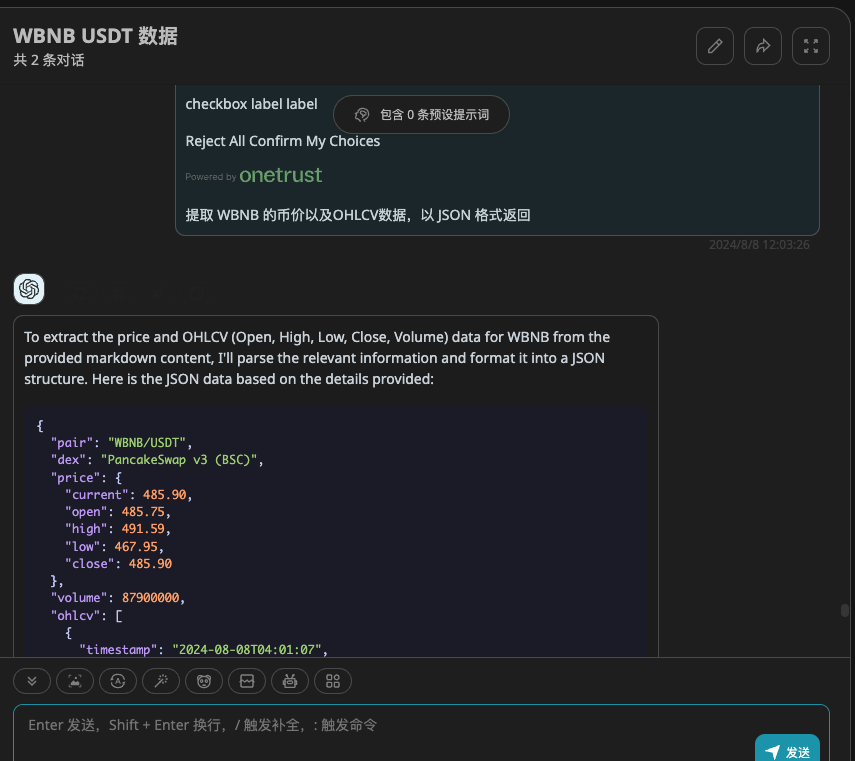 WBNB USDT 数据
共 2 条对话
checkbox label label
包含 0 条预设提示词
Reject All Confirm My Choices
Powered by onetrust
提取 WBNB 的币价以及OHLCV数据，以 JSON 格式返回
2024/8/8 12:03:26
To extract the price and OHLCV (Open, High, Low, Close, Volume) data for WBNB from the
provided markdown content, I'll parse the relevant information and format it into a JSON
structure. Here is the JSON data based on the details provided:
{
"pair": "WBNB/USDT",
"dex": "PancakeSwap v3 (BSC)",
"price": {
"current": 485.90,
"open": 485.75,
"high": 491.59,
"low": 467.95,
"close": 485.90
},
"volume": 87900000,
"ohlcv": [
{
"timestamp": "2024-08-08T04:01:07",
Enter 发送，Shift + Enter 换行，/ 触发补全，: 触发命令
发送